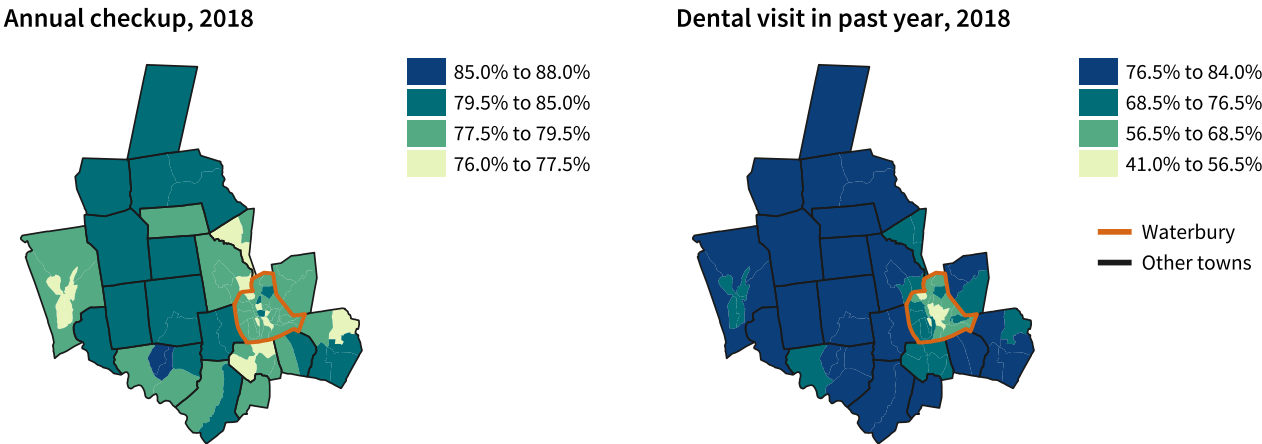 Annual checkup, 2018
85.0% to 88.0%
79.5% to 85.0%
77.5% to 79.5%
76.0% to 77.5%
Dental visit in past year, 2018
76.5% to 84.0%
68.5% to 76.5%
56.5% to 68.5%
41.0% to 56.5%
Waterbury
Other towns